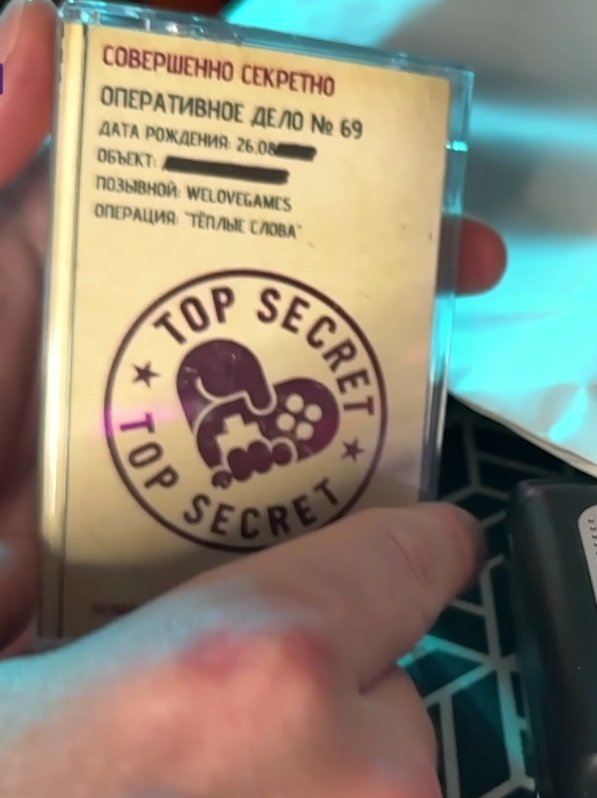 СОВЕРШЕННО СЕКРЕТНО
ОПЕРАТИВНОЕ ДЕЛО № 69
ДАТА РОЖДЕНИЯ: 26.08
ОБЪЕКТ:
ПОЗЫВНОЙ: WELOVEGAMES
ОПЕРАЦИЯ: "ТЁПЛЫЕ СЛОВА"
TOP SECRET
TOP SECRET